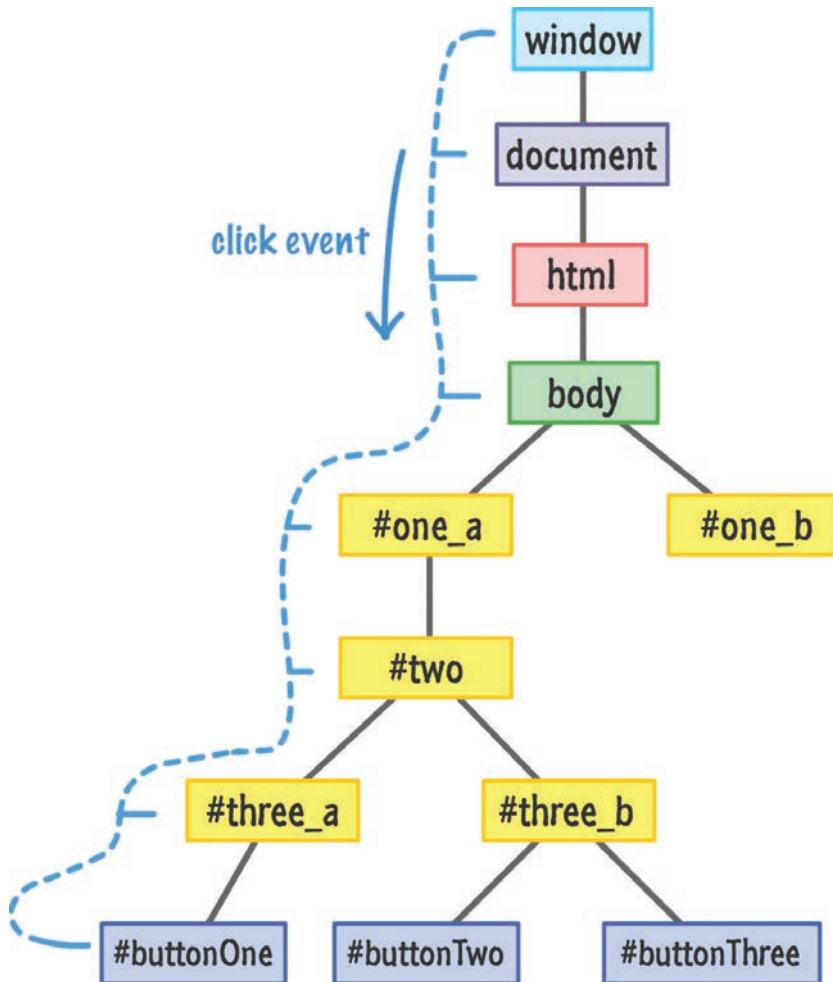 window
document
click event
html
body
#one_a
#one_b
#two
#three_a
#three_b
#buttonOne
#buttonTwo
#buttonThree